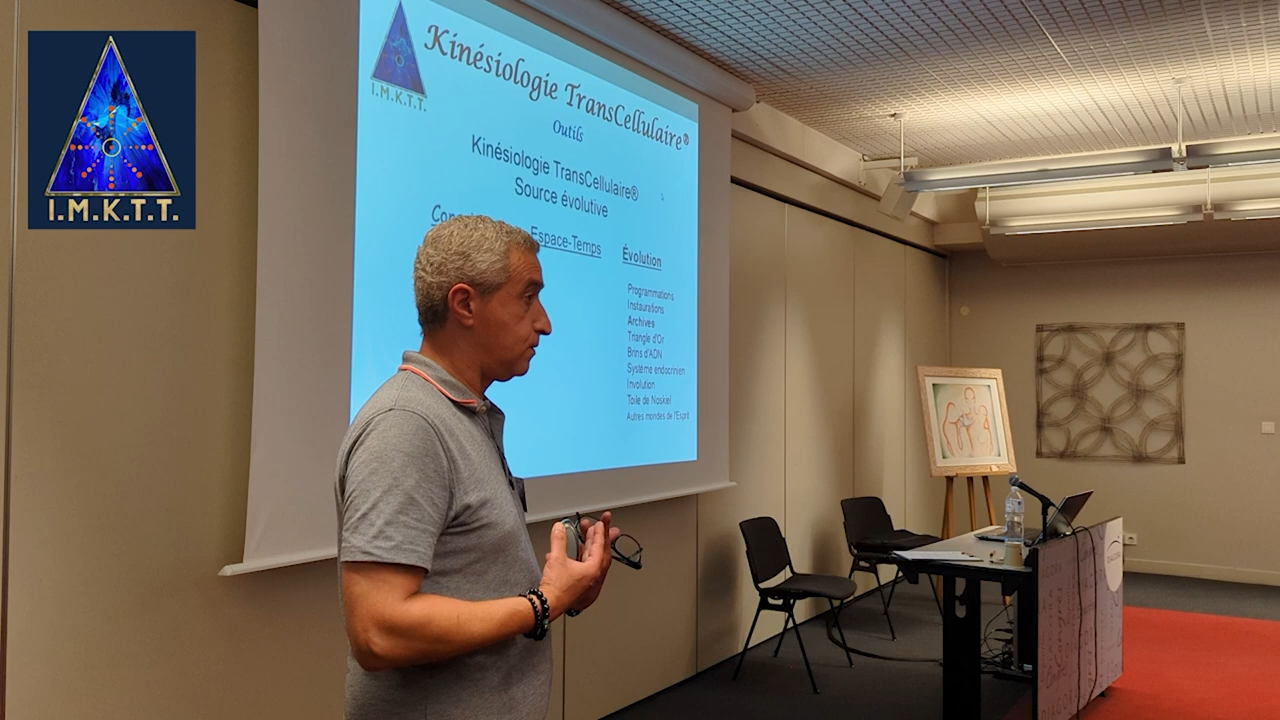 I.M.K.T.T.
I.M.K.T.T.
Kinésiologie TransCellulaire®
Outils
Kinésiologie TransCellulaire®
Source évolutive
Espace-Temps
Évolution
Programmations
Instaurations
Archives
Triangle d'Or
Brins d'ADN
Système endocrinien
Involution
Toile de Noskiel
Autres mondes de l'Esprit